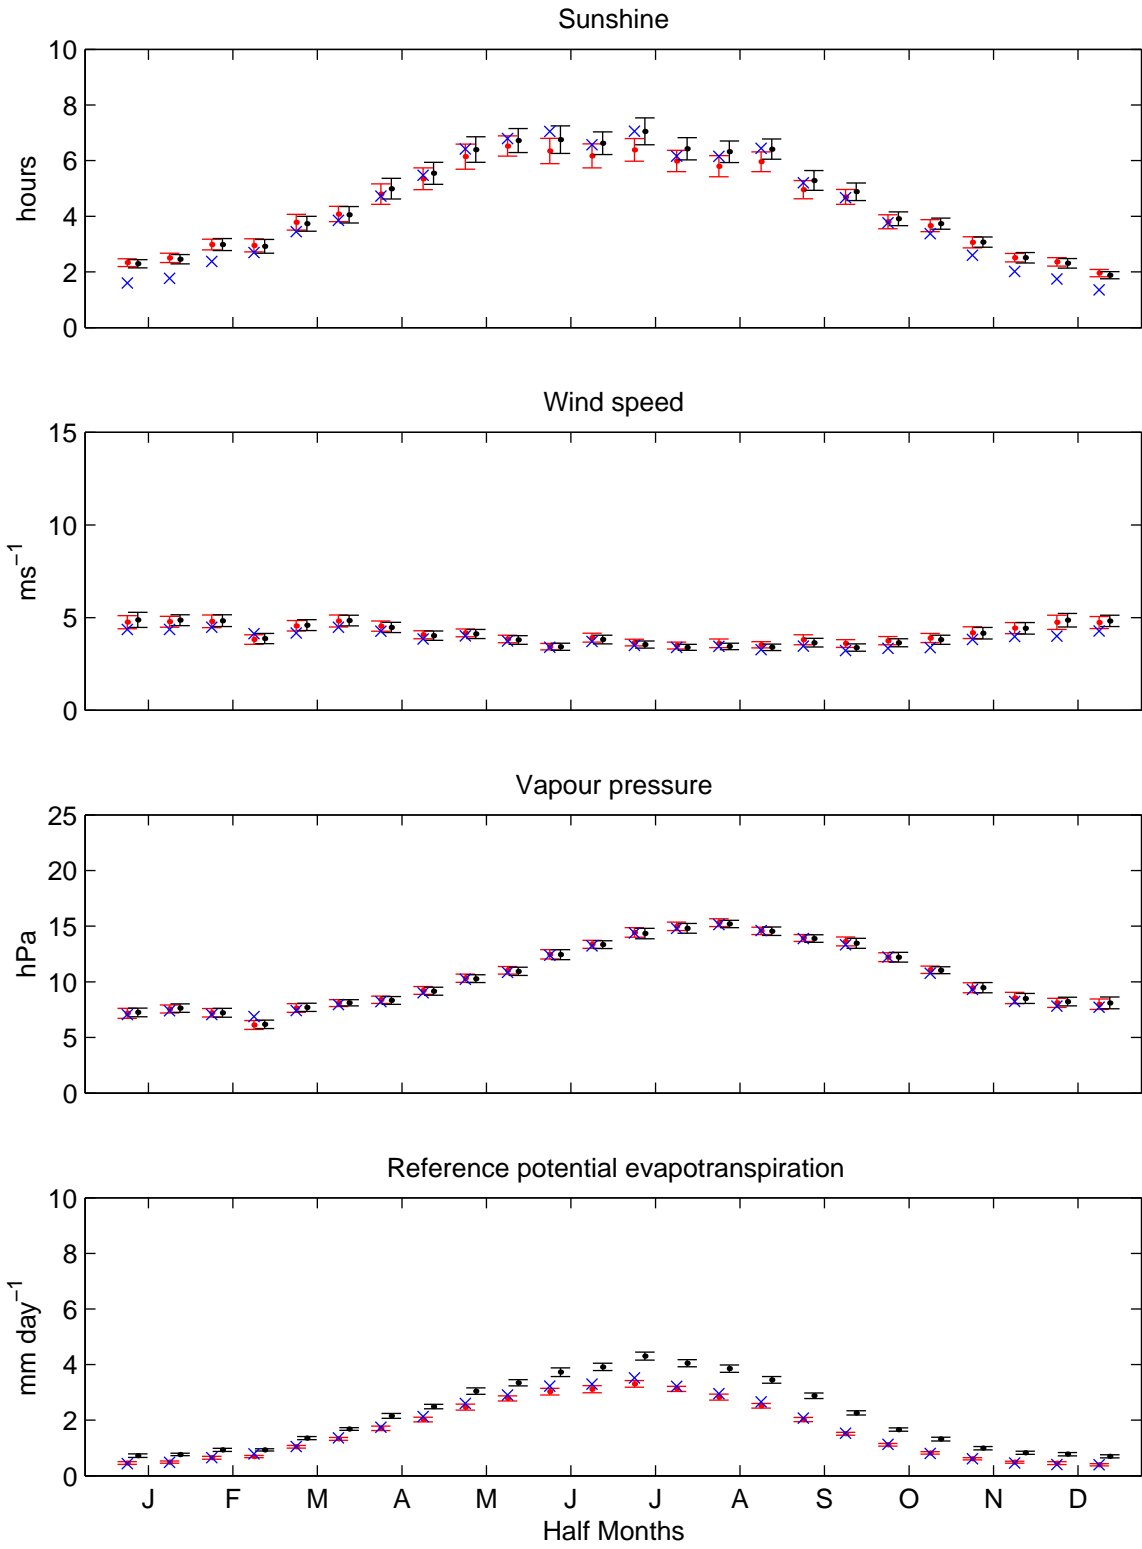 Sunshine
10
8
6
4
2
0
hours
Wind speed
15
10
5
0
ms⁻¹
Vapour pressure
25
20
15
10
5
0
hPa
Reference potential evapotranspiration
10
8
6
4
2
0
mm day⁻¹
J F M A M J J A S O N D
Half Months